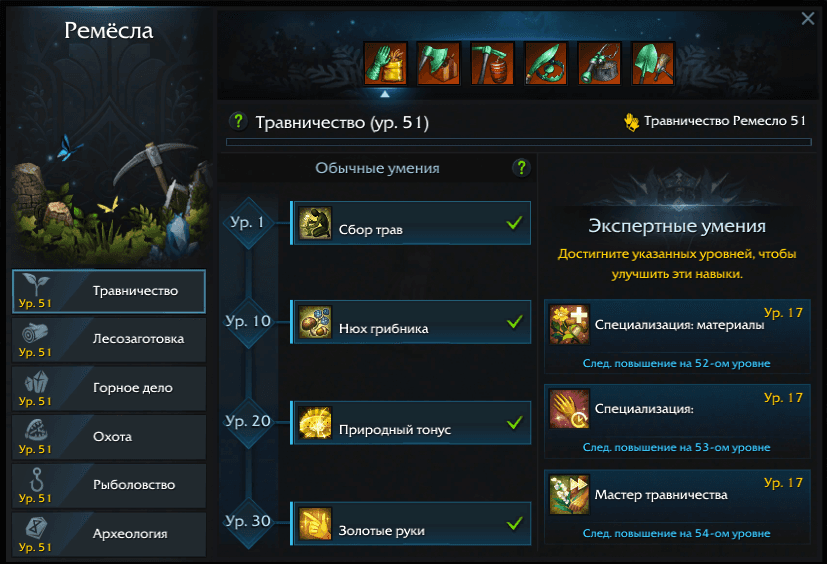 Ремёсла
? Травничество (ур. 51)
Травничество Ремесло 51
Ур. 51 Травничество
Ур. 51 Лесозаготовка
Ур. 51 Горное дело
Ур. 51 Охота
Ур. 51 Рыболовство
Ур. 51 Археология
Обычные умения ?
Ур. 1 Сбор трав
Ур. 10 Нюх грибника
Ур. 20 Природный тонус
Ур. 30 Золотые руки
Экспертные умения
Достигните указанных уровней, чтобы
улучшить эти навыки.
Ур. 17
Специализация: материалы
След. повышение на 52-ом уровне
Ур. 17
Специализация:
След. повышение на 53-ом уровне
Ур. 17
Мастер травничества
След. повышение на 54-ом уровне